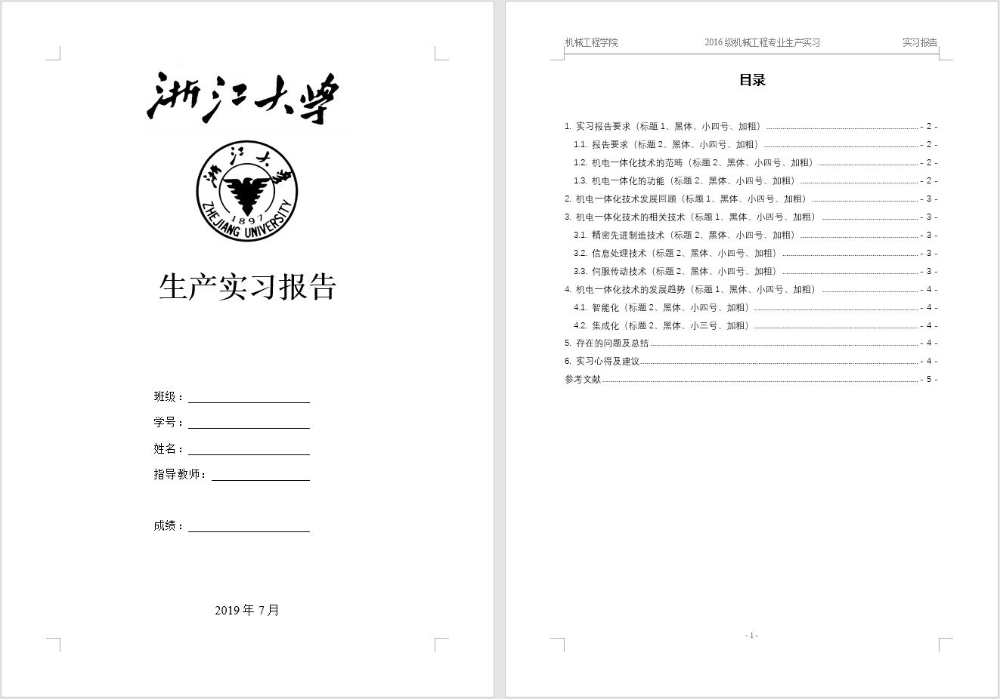 浙江大学
浙江大学
1897
ZHEJIANG UNIVERSITY
生产实习报告
班级：
学号：
姓名：
指导教师：
成绩：
2019 年 7 月
机械工程学院 2016 级机械工程专业生产实习 实习报告
目录
1. 实习报告要求（标题 1、黑体、小四号、加粗） - 2 -
1.1. 报告要求（标题 2、黑体、小四号、加粗） - 2 -
1.2. 机电一体化技术的范畴（标题 2、黑体、小四号、加粗） - 2 -
1.3. 机电一体化的功能（标题 2、黑体、小四号、加粗） - 2 -
2. 机电一体化技术发展回顾（标题 1、黑体、小四号、加粗） - 3 -
3. 机电一体化技术的相关技术（标题 1、黑体、小四号、加粗） - 3 -
3.1. 精密先进制造技术（标题 2、黑体、小四号、加粗） - 3 -
3.2. 信息处理技术（标题 2、黑体、小四号、加粗） - 3 -
3.3. 伺服传动技术（标题 2、黑体、小四号、加粗） - 3 -
4. 机电一体化技术的发展趋势（标题 1、黑体、小四号、加粗） - 4 -
4.1. 智能化（标题 2、黑体、小四号、加粗） - 4 -
4.2. 集成化（标题 2、黑体、小三号、加粗） - 4 -
5. 存在的问题及总结 - 4 -
6. 实习心得及建议 - 4 -
参考文献 - 5 -
- 1 -